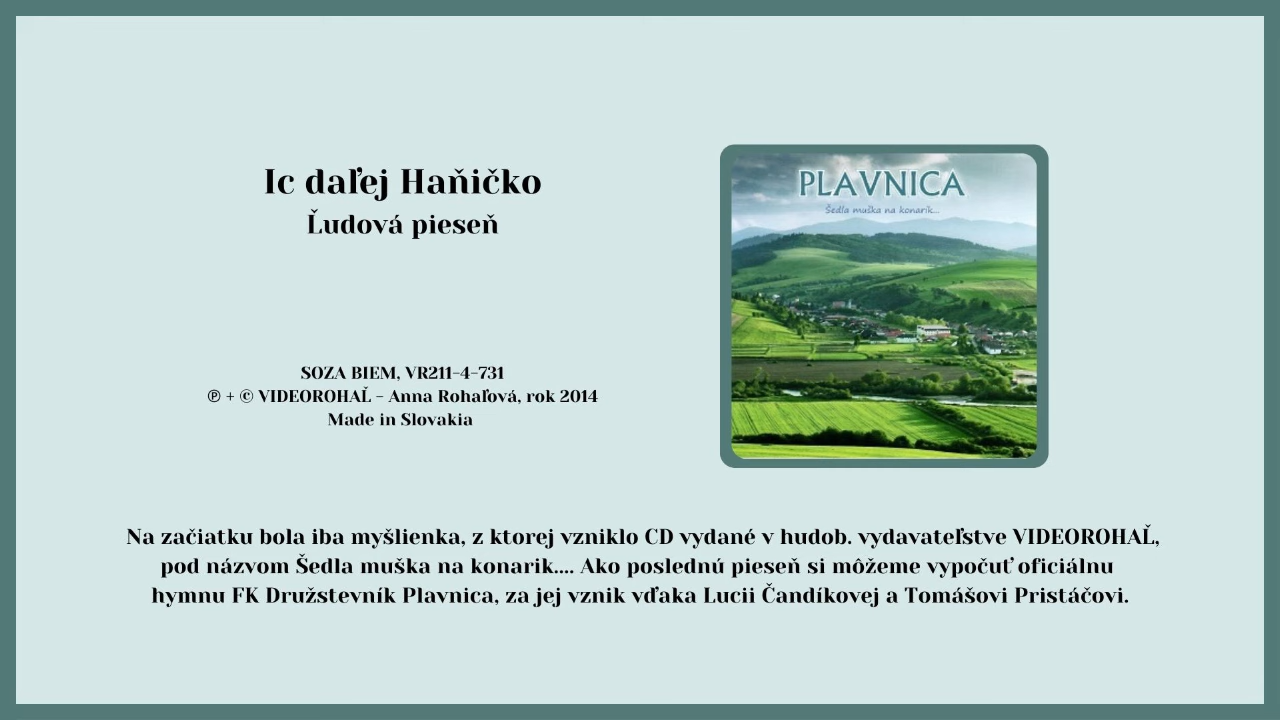 Ic daľej Haňičko
Ľudová pieseň
SOZA BIEM, VR211-4-731
℗ + © VIDEOROHAĽ - Anna Rohaľová, rok 2014
Made in Slovakia
PLAVNICA
Šedla muška na konarik...
Na začiatku bola iba myšlienka, z ktorej vzniklo CD vydané v hudob. vydavateľstve VIDEOROHAĽ,
pod názvom Šedla muška na konarik.... Ako poslednú pieseň si môžeme vypočuť oficiálnu
hymnu FK Družstevník Plavnica, za jej vznik vďaka Lucii Čandíkovej a Tomášovi Pristáčovi.